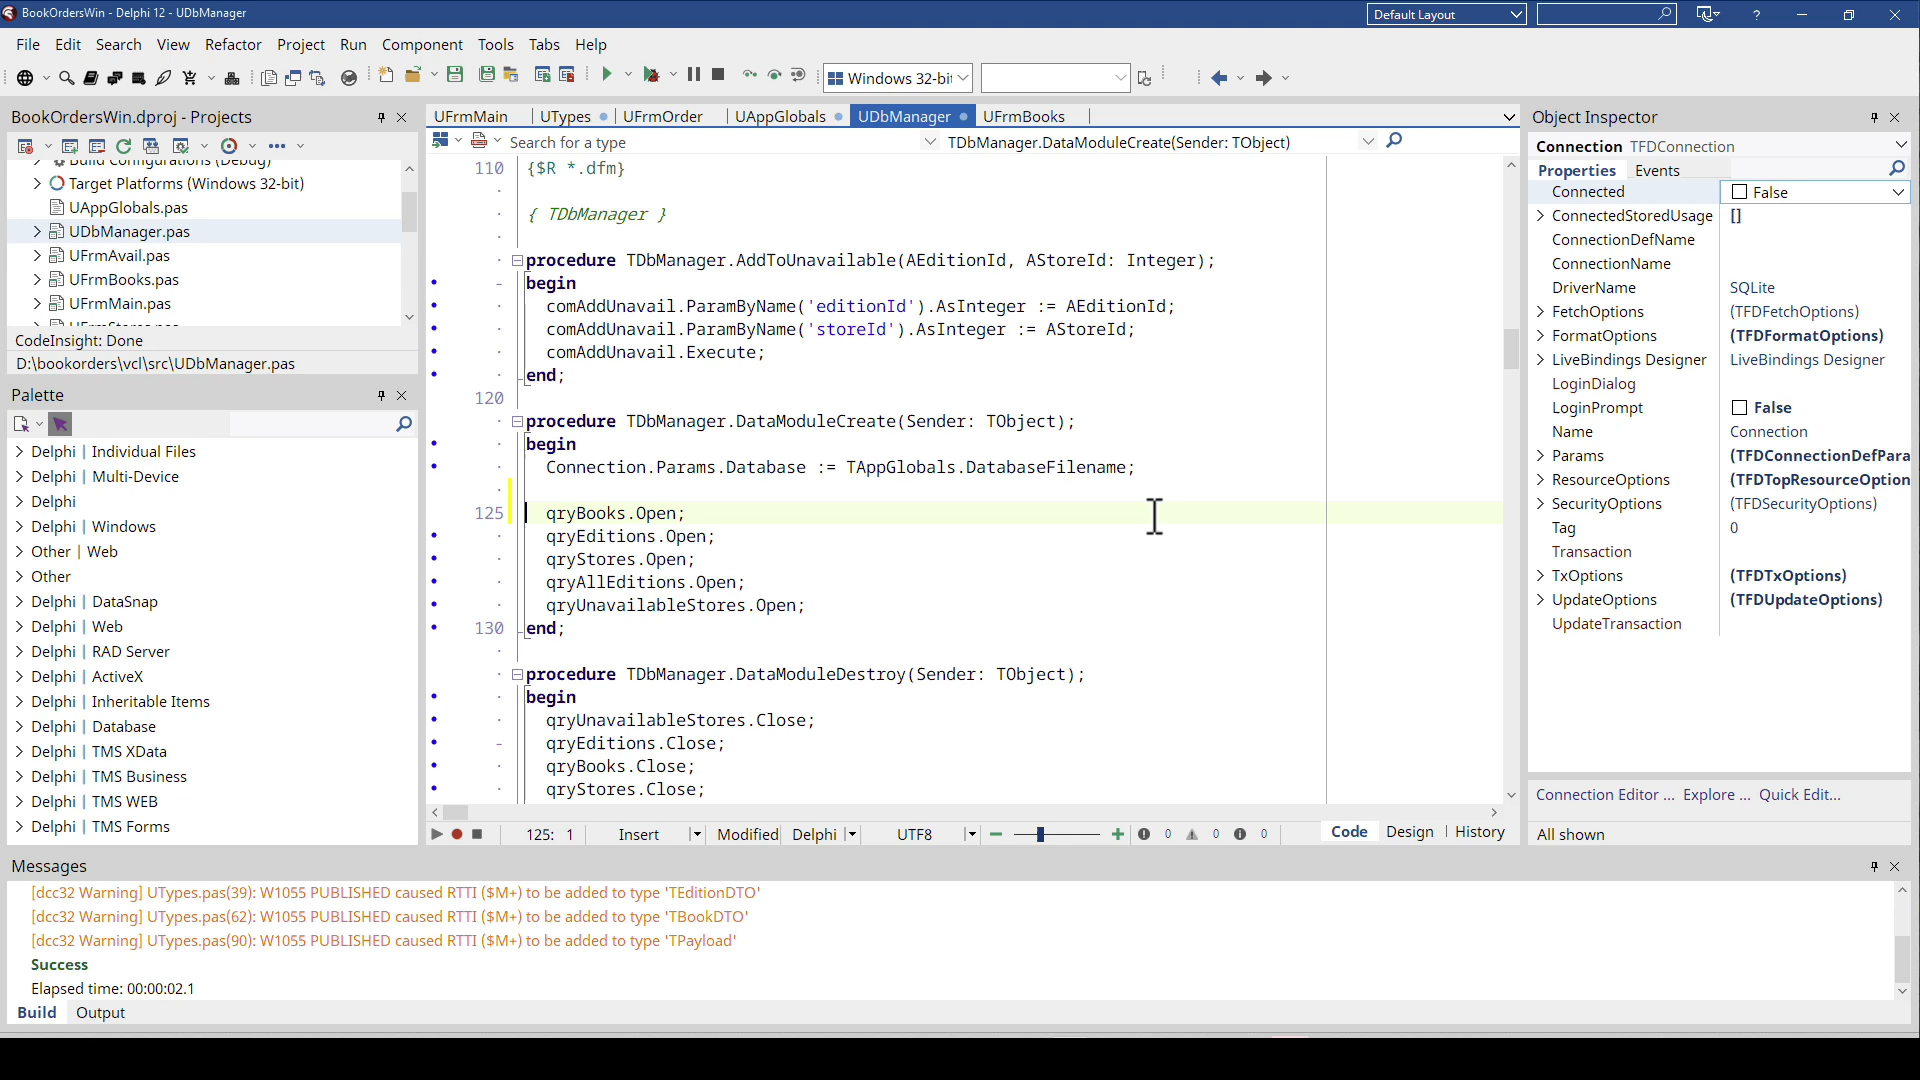 BookOrdersWin - Delphi 12 - UDbManager
Default Layout
?
File Edit Search View Refactor Project Run Component Tools Tabs Help
Windows 32-bit
BookOrdersWin.dproj - Projects
Build Configurations (Debug)
Target Platforms (Windows 32-bit)
UAppGlobals.pas
UDbManager.pas
UFrmAvail.pas
UFrmBooks.pas
UFrmMain.pas
CodeInsight: Done
D:\bookorders\vcl\src\UDbManager.pas
Palette
Delphi | Individual Files
Delphi | Multi-Device
Delphi
Delphi | Windows
Other | Web
Other
Delphi | DataSnap
Delphi | Web
Delphi | RAD Server
Delphi | ActiveX
Delphi | Inheritable Items
Delphi | Database
Delphi | TMS XData
Delphi | TMS Business
Delphi | TMS WEB
Delphi | TMS Forms
UFrmMain UTypes UFrmOrder UAppGlobals UDbManager UFrmBooks
Search for a type TDbManager.DataModuleCreate(Sender: TObject)
110 {$R *.dfm}
{ TDbManager }
procedure TDbManager.AddToUnavailable(AEditionId, AStoreId: Integer);
begin
comAddUnavail.ParamByName('editionId').AsInteger := AEditionId;
comAddUnavail.ParamByName('storeId').AsInteger := AStoreId;
comAddUnavail.Execute;
end;
120
procedure TDbManager.DataModuleCreate(Sender: TObject);
begin
Connection.Params.Database := TAppGlobals.DatabaseFilename;
125 qryBooks.Open;
qryEditions.Open;
qryStores.Open;
qryAllEditions.Open;
qryUnavailableStores.Open;
130 end;
procedure TDbManager.DataModuleDestroy(Sender: TObject);
begin
qryUnavailableStores.Close;
qryEditions.Close;
qryBooks.Close;
qryStores.Close;
125: 1 Insert Modified Delphi UTF8 0 0 0 Code Design History
Object Inspector
Connection TFDConnection
Properties Events
Connected False
ConnectedStoredUsage []
ConnectionDefName
ConnectionName
DriverName SQLite
FetchOptions (TFDFetchOptions)
FormatOptions (TFDFormatOptions)
LiveBindings Designer LiveBindings Designer
LoginDialog
LoginPrompt False
Name Connection
Params (TFDConnectionDefPara
ResourceOptions (TFDTopResourceOption
SecurityOptions (TFDSecurityOptions)
Tag 0
Transaction
TxOptions (TFDTxOptions)
UpdateOptions (TFDUpdateOptions)
UpdateTransaction
Connection Editor ... Explore ... Quick Edit...
All shown
Messages
[dcc32 Warning] UTypes.pas(39): W1055 PUBLISHED caused RTTI ($M+) to be added to type 'TEditionDTO'
[dcc32 Warning] UTypes.pas(62): W1055 PUBLISHED caused RTTI ($M+) to be added to type 'TBookDTO'
[dcc32 Warning] UTypes.pas(90): W1055 PUBLISHED caused RTTI ($M+) to be added to type 'TPayload'
Success
Elapsed time: 00:00:02.1
Build Output